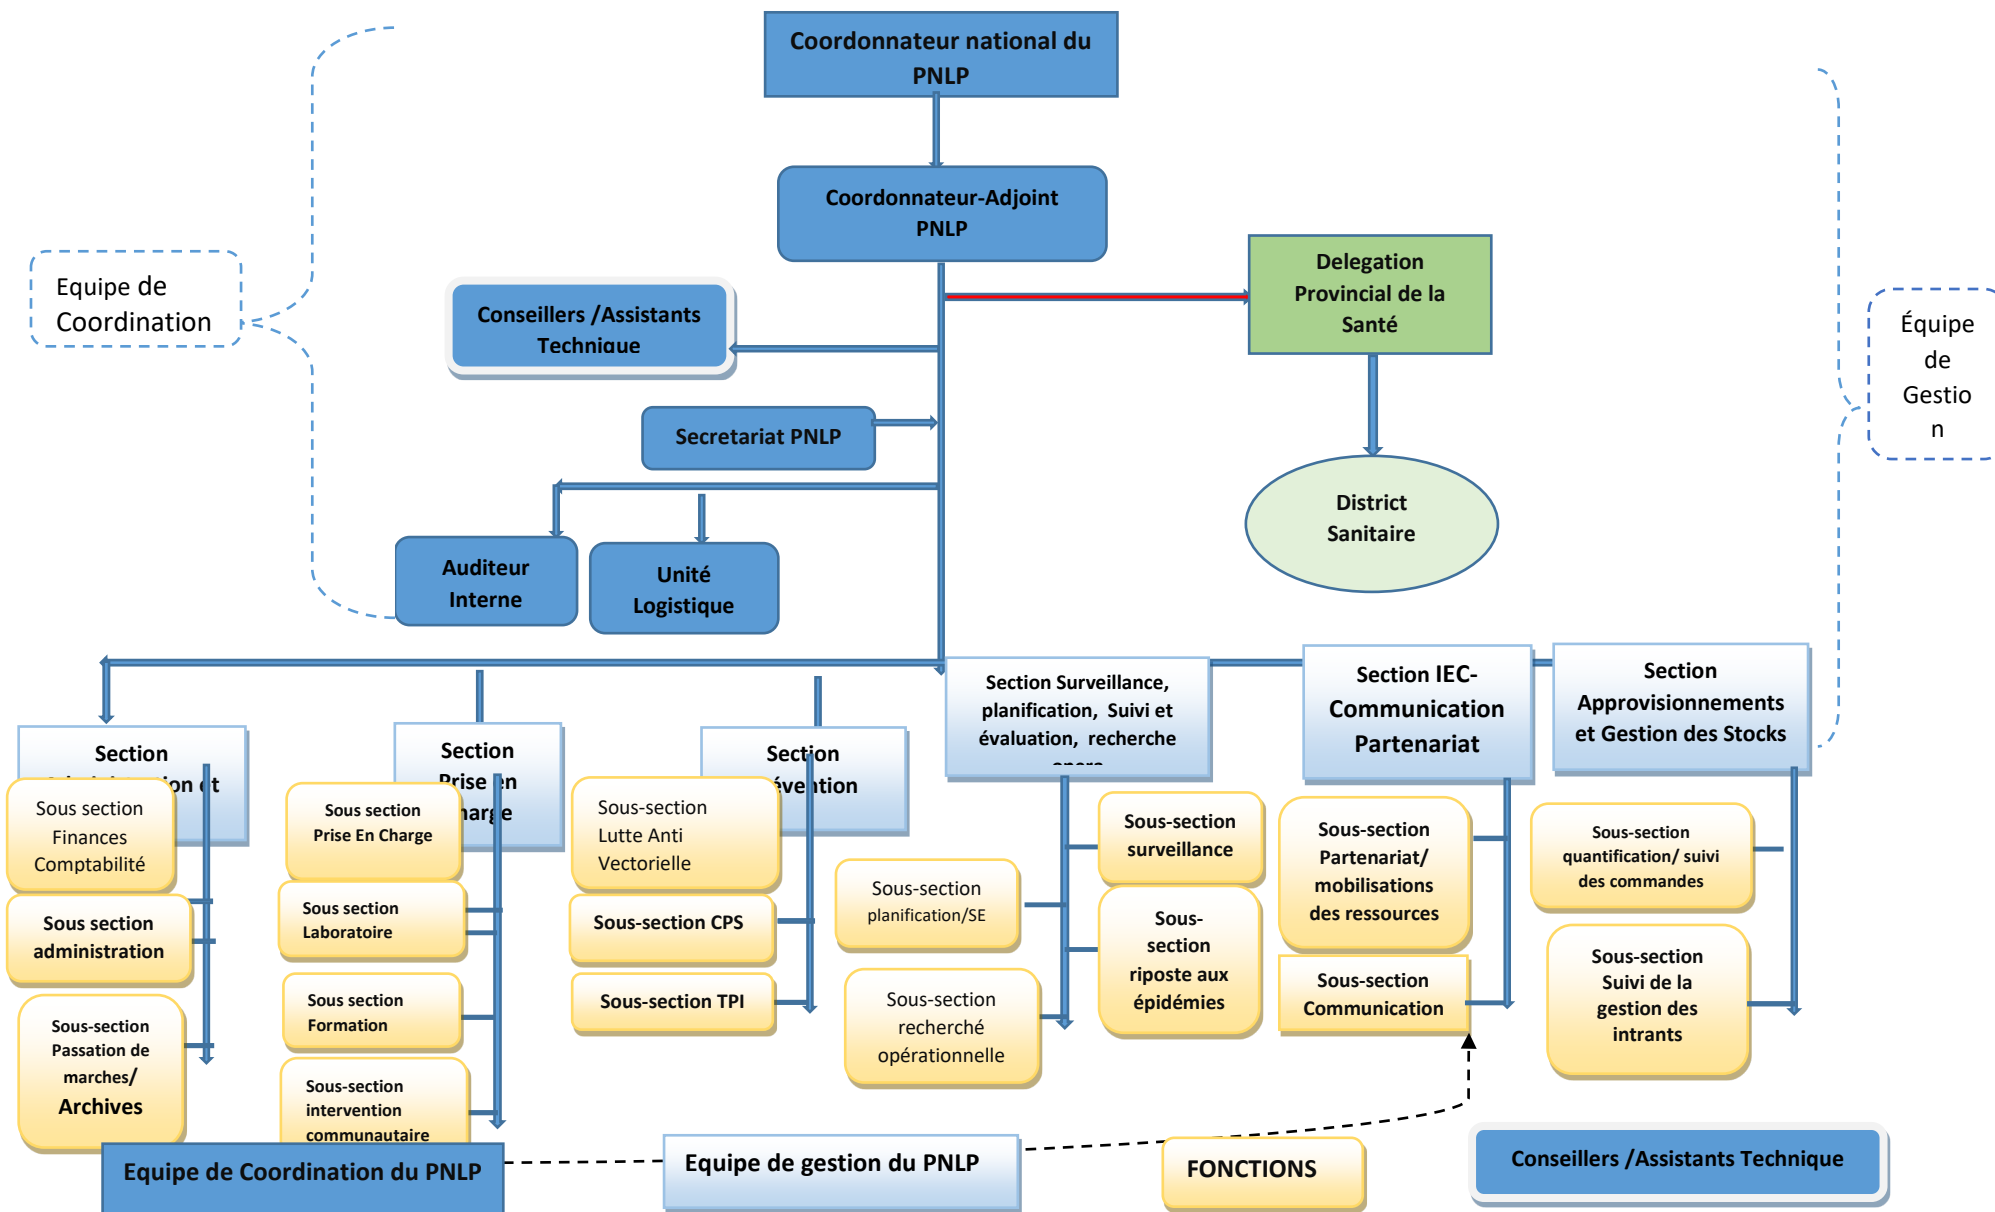 Coordonnateur national du
PNLP
Coordonnateur-Adjoint
PNLP
Equipe de
Coordination
Conseillers /Assistants
Technique
Delegation
Provincial de la
Santé
Équipe
de
Gestio
n
Secretariat PNLP
District
Sanitaire
Auditeur
Interne
Unité
Logistique
Section
on et
Sous section
Finances
Comptabilité
Sous section
administration
Sous-section
Passation de
marches/
Archives
Section
Prise en
harge
Sous section
Prise En Charge
Sous section
Laboratoire
Sous section
Formation
Sous-section
intervention
communautaire
Section
évention
Sous-section
Lutte Anti
Vectorielle
Sous-section CPS
Sous-section TPI
Section Surveillance,
planification, Suivi et
évaluation, recherche
Sous-section
surveillance
Sous-section
planification/SE
Sous-
section
riposte aux
épidémies
Sous-section
recherché
opérationnelle
Section IEC-
Communication
Partenariat
Sous-section
Partenariat/
mobilisations
des ressources
Sous-section
Communication
Section
Approvisionnements
et Gestion des Stocks
Sous-section
quantification/ suivi
des commandes
Sous-section
Suivi de la
gestion des
intrants
Equipe de Coordination du PNLP
Equipe de gestion du PNLP
FONCTIONS
Conseillers /Assistants Technique